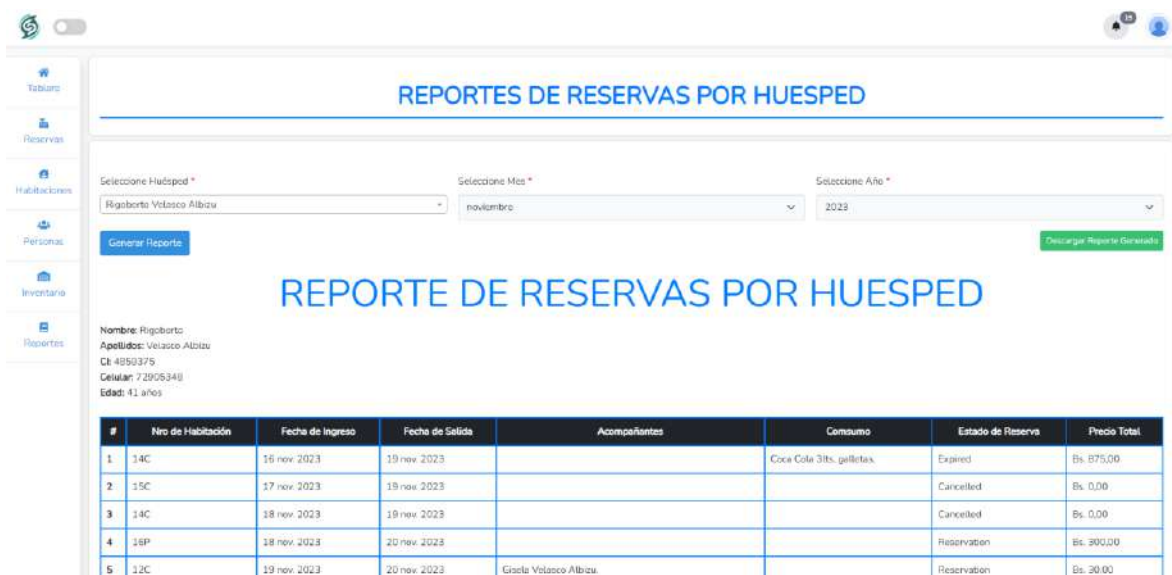 15
Tablero
REPORTES DE RESERVAS POR HUESPED
Reservas
Habitaciones
Personas
Inventario
Reportes
Seleccione Huésped * Seleccione Mes * Seleccione Año *
Rigoberto Velasco Albizu noviembre 2023
Generar Reporte Descargar Reporte Generado
REPORTE DE RESERVAS POR HUESPED
Nombre: Rigoberto
Apellidos: Velasco Albizu
CI: 4859375
Celular: 72905348
Edad: 41 años
# Nro de Habitación Fecha de Ingreso Fecha de Salida Acompañantes Comsumo Estado de Reserva Precio Total
1 14C 16 nov. 2023 19 nov. 2023 Coca Cola 3lts. galletas. Expired Bs. 875,00
2 15C 17 nov. 2023 19 nov. 2023 Cancelled Bs. 0,00
3 14C 18 nov. 2023 19 nov. 2023 Cancelled Bs. 0,00
4 16P 18 nov. 2023 20 nov. 2023 Reservation Bs. 300,00
5 12C 19 nov. 2023 20 nov. 2023 Gisela Velasco Albizu. Reservation Bs. 30,00